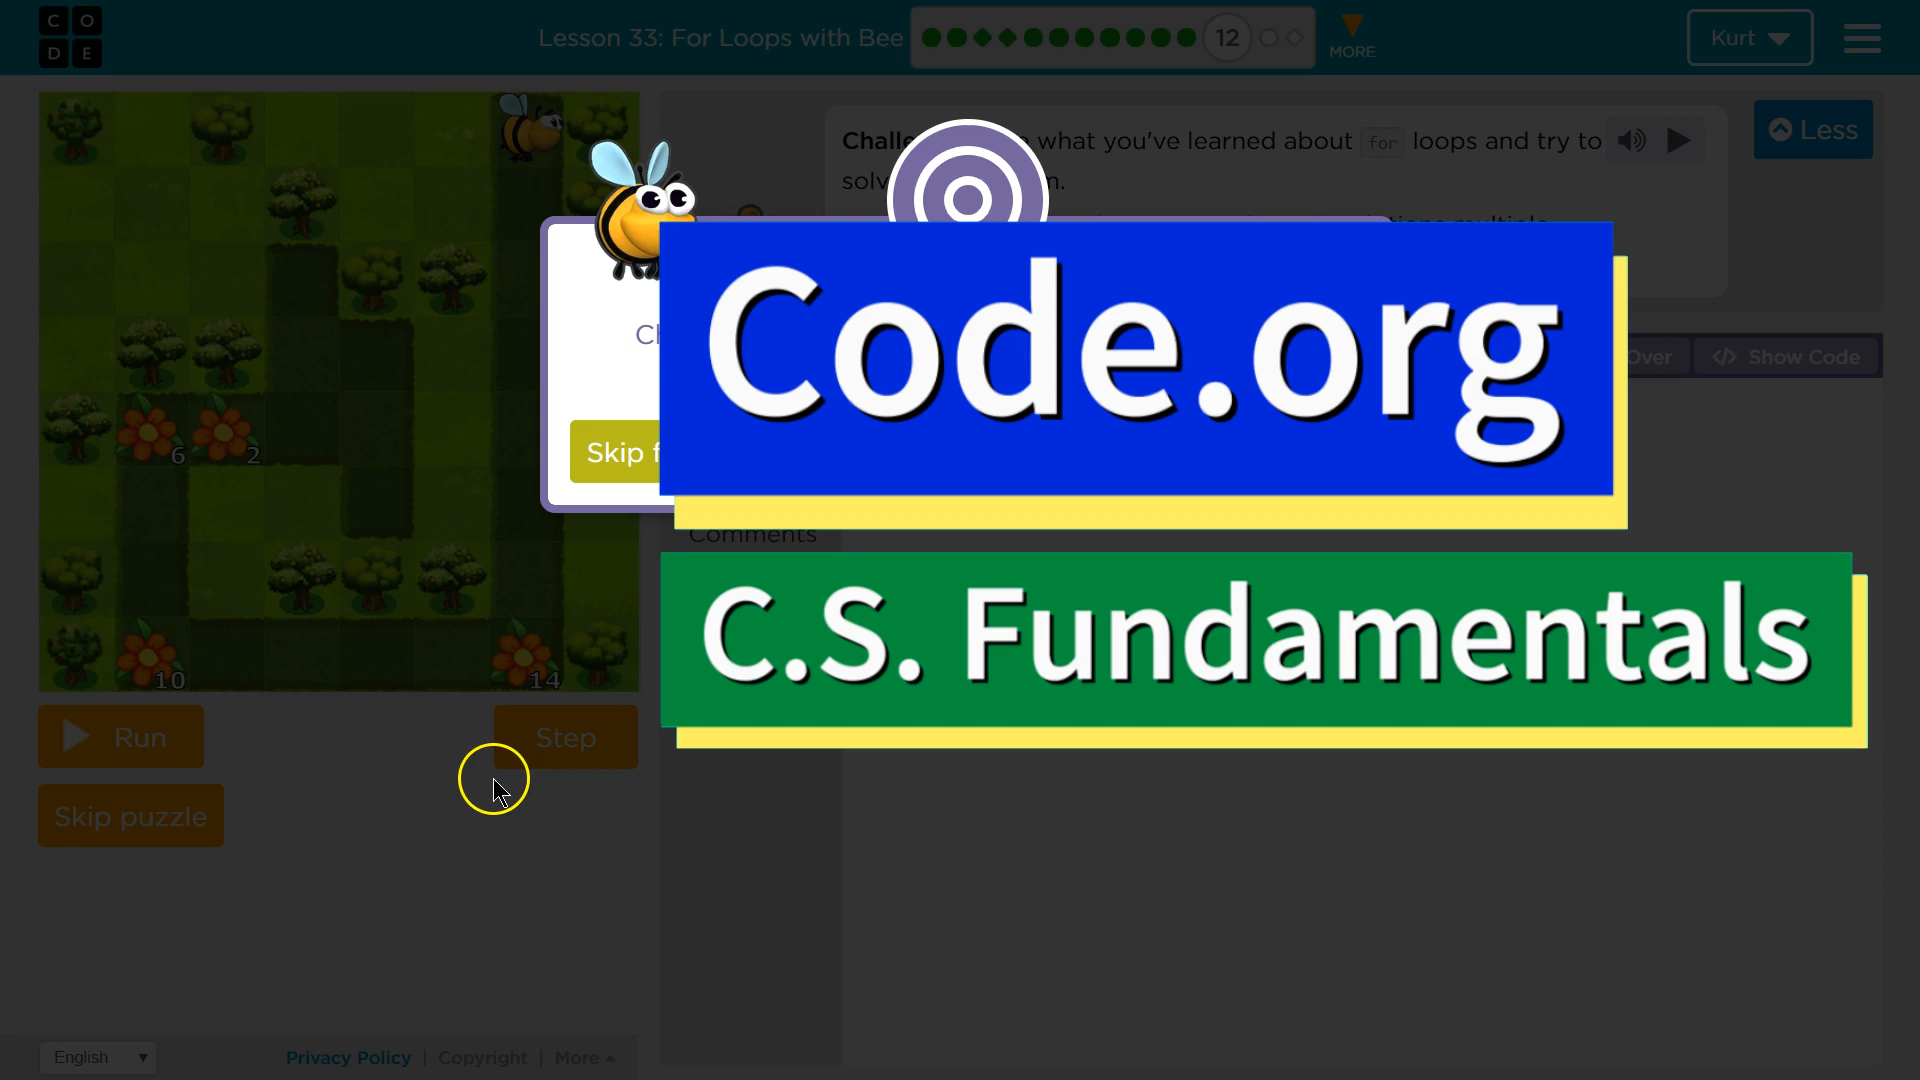 C O
D E
Lesson 33: For Loops with Bee
12
MORE
Kurt
Challe what you've learned about for loops and try to
solv m.
Less
Code.org
Over
Show Code
Skip f
6 2
Comments
C.S. Fundamentals
10 14
Run
Step
Skip puzzle
English
Privacy Policy | Copyright | More